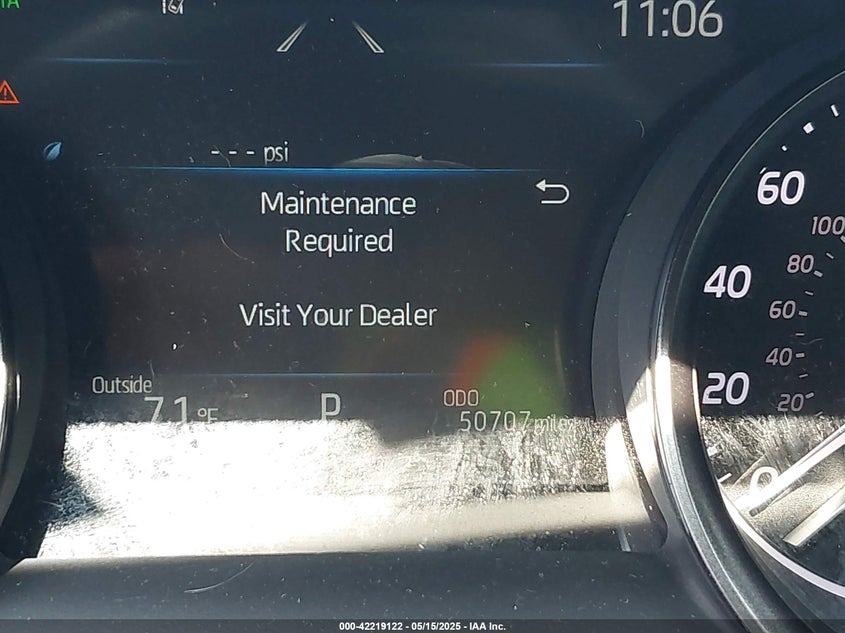 11:06
--- psi
Maintenance
Required
Visit Your Dealer
Outside
71 °F
P
ODO
50707 miles
60
40
20
0
100
80
60
40
20
000-42219122 - 05/15/2025 - IAA Inc.